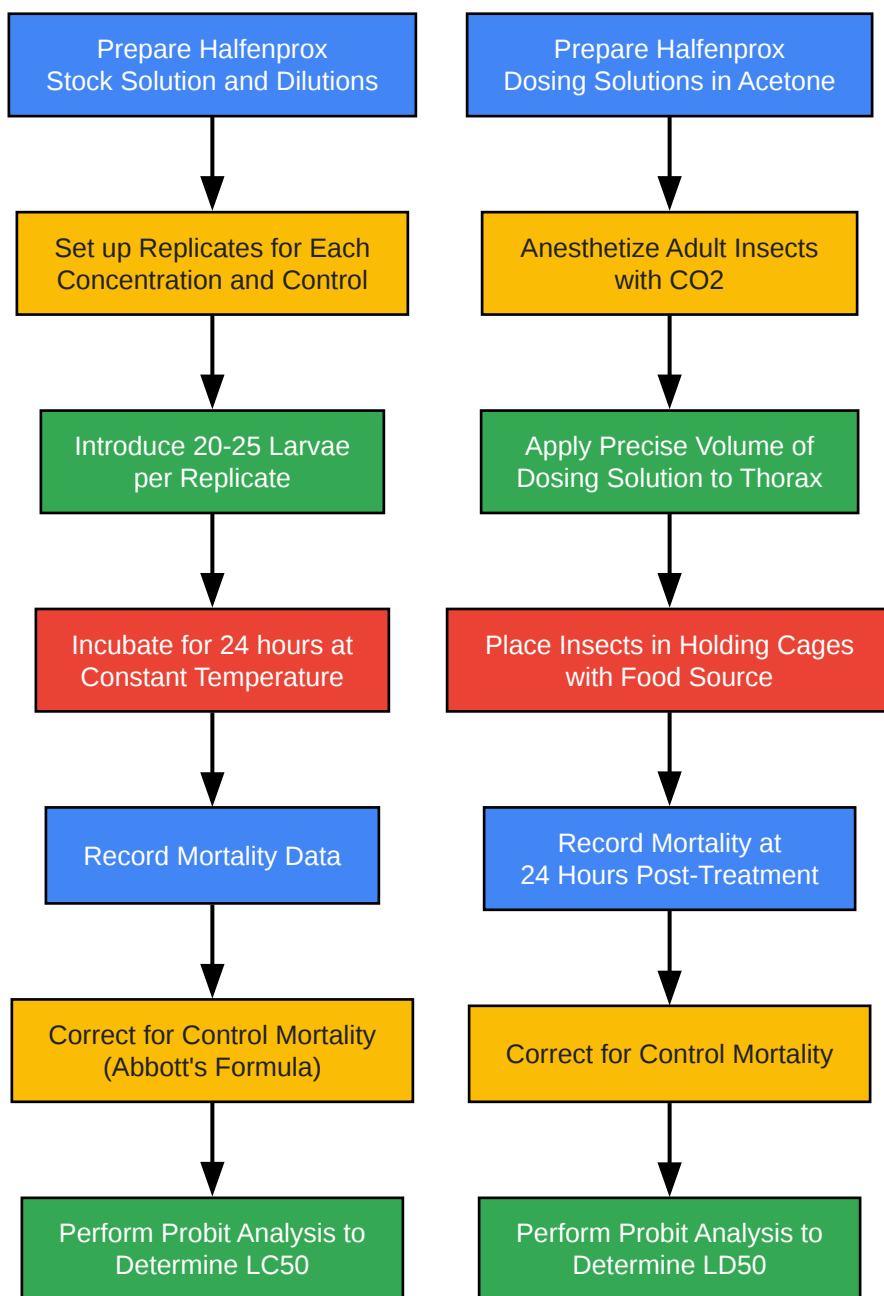 Prepare Halfenprox
Stock Solution and Dilutions
Set up Replicates for Each
Concentration and Control
Introduce 20-25 Larvae
per Replicate
Incubate for 24 hours at
Constant Temperature
Record Mortality Data
Correct for Control Mortality
(Abbott's Formula)
Perform Probit Analysis to
Determine LC50
Prepare Halfenprox
Dosing Solutions in Acetone
Anesthetize Adult Insects
with CO2
Apply Precise Volume of
Dosing Solution to Thorax
Place Insects in Holding Cages
with Food Source
Record Mortality at
24 Hours Post-Treatment
Correct for Control Mortality
Perform Probit Analysis to
Determine LD50